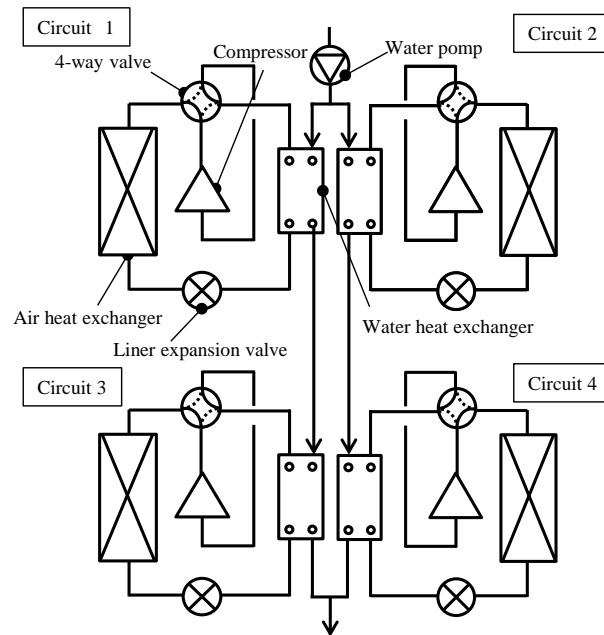 Circuit 1
Compressor
Water pomp
Circuit 2
4-way valve
Air heat exchanger
Water heat exchanger
Liner expansion valve
Circuit 3
Circuit 4